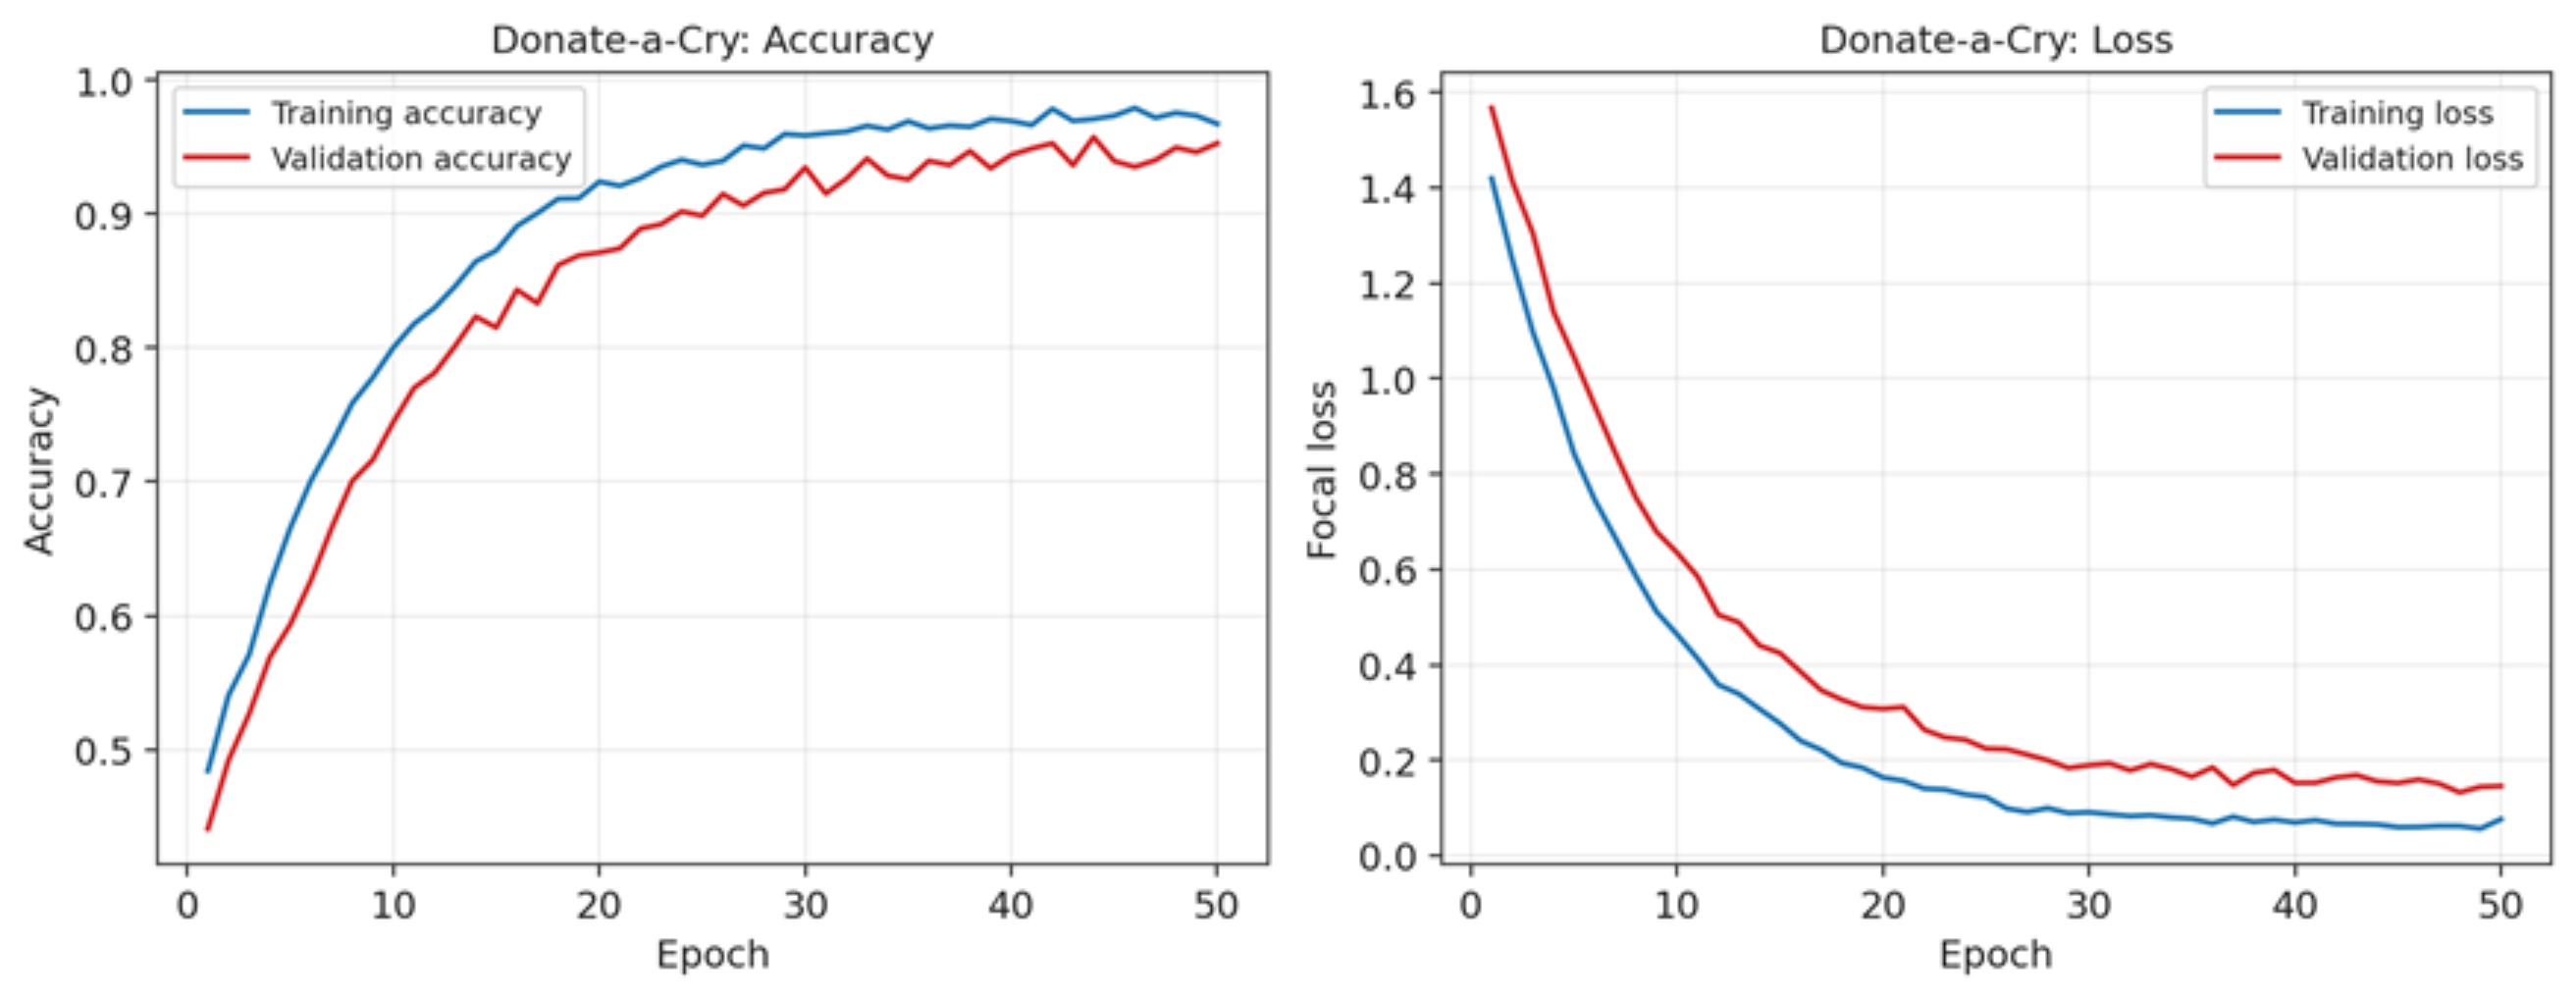 Donate-a-Cry: Accuracy
Training accuracy
Validation accuracy
1.0
0.9
0.8
0.7
0.6
0.5
Accuracy
0 10 20 30 40 50
Epoch
Donate-a-Cry: Loss
Training loss
Validation loss
1.6
1.4
1.2
1.0
0.8
0.6
0.4
0.2
0.0
Focal loss
0 10 20 30 40 50
Epoch